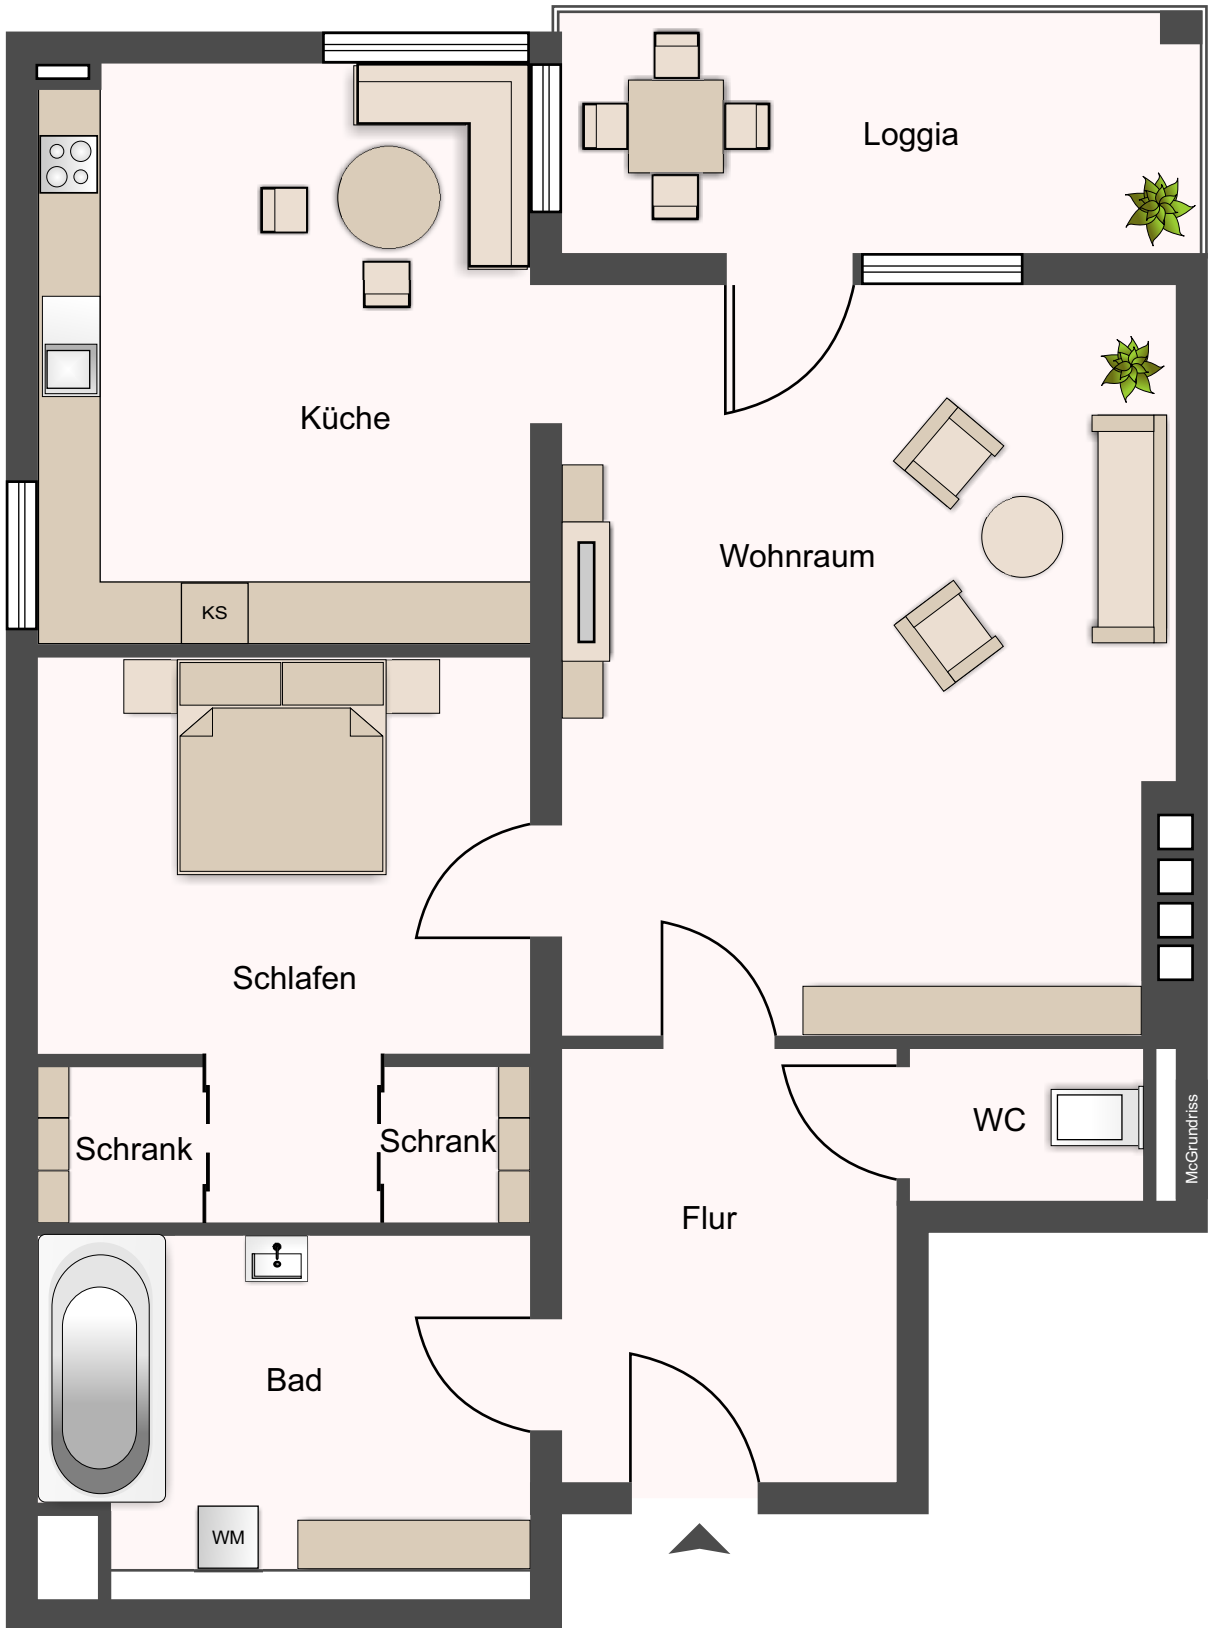 Loggia
Küche
Wohnraum
KS
Schlafen
Schrank
Schrank
WC
McGrundriss
Flur
Bad
WM